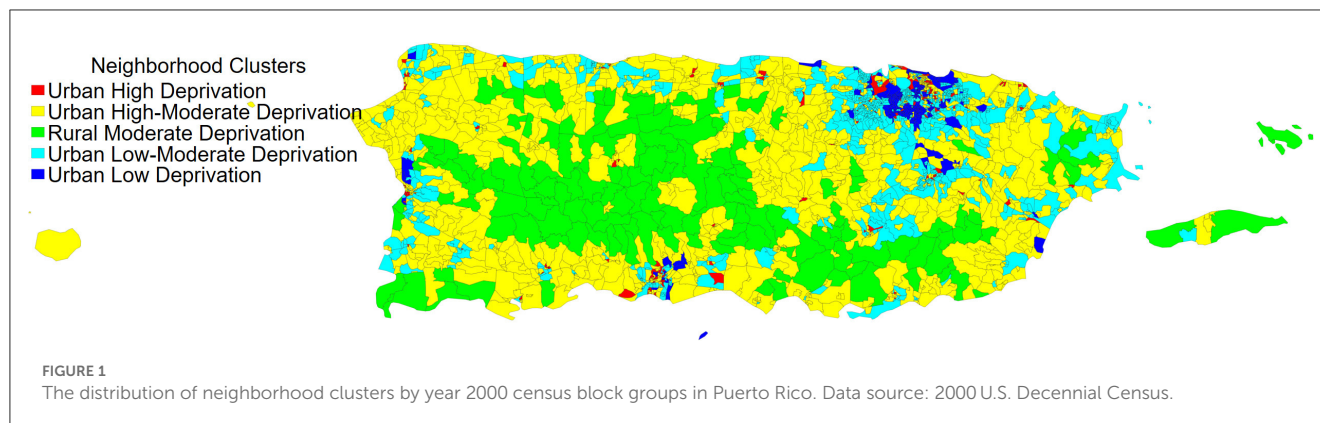 Neighborhood Clusters
Urban High Deprivation
Urban High-Moderate Deprivation
Rural Moderate Deprivation
Urban Low-Moderate Deprivation
Urban Low Deprivation
FIGURE 1
The distribution of neighborhood clusters by year 2000 census block groups in Puerto Rico. Data source: 2000 U.S. Decennial Census.